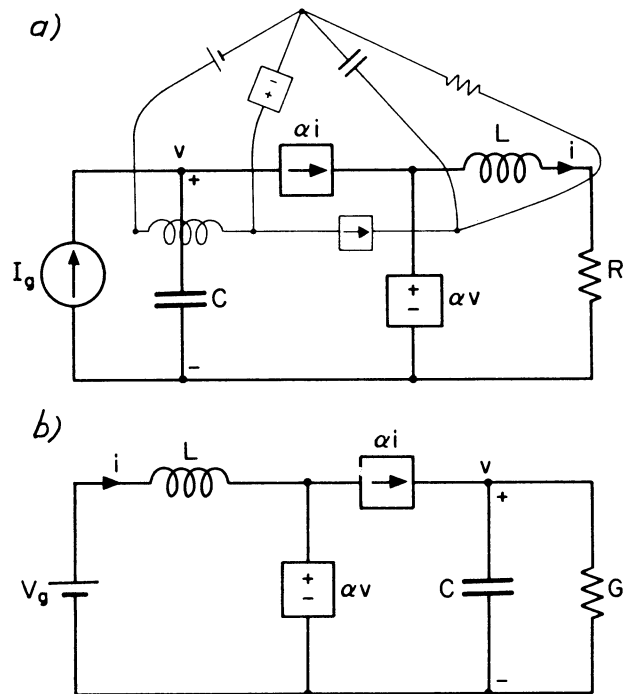 a)
- +
αi
L
i
v
+
I_g
C
+ -
αv
R
-
b)
L
i
αi
v
+
V_g
+ -
αv
C
G
-